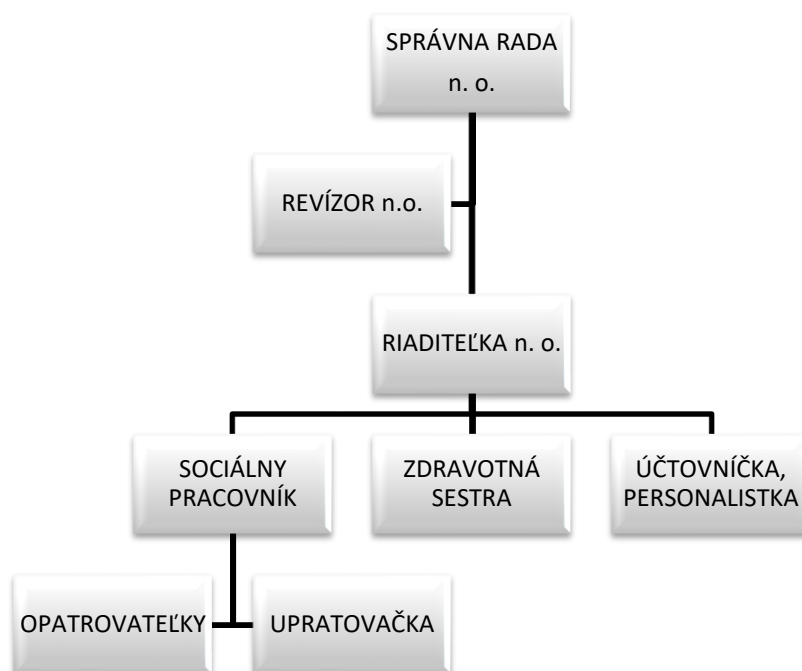 SPRÁVNA RADA
n. o.
REVÍZOR n.o.
RIADITEĽKA n. o.
SOCIÁLNY
PRACOVNÍK
ZDRAVOTNÁ
SESTRA
ÚČTOVNÍČKA,
PERSONALISTKA
OPATROVATEĽKY
UPRATOVAČKA